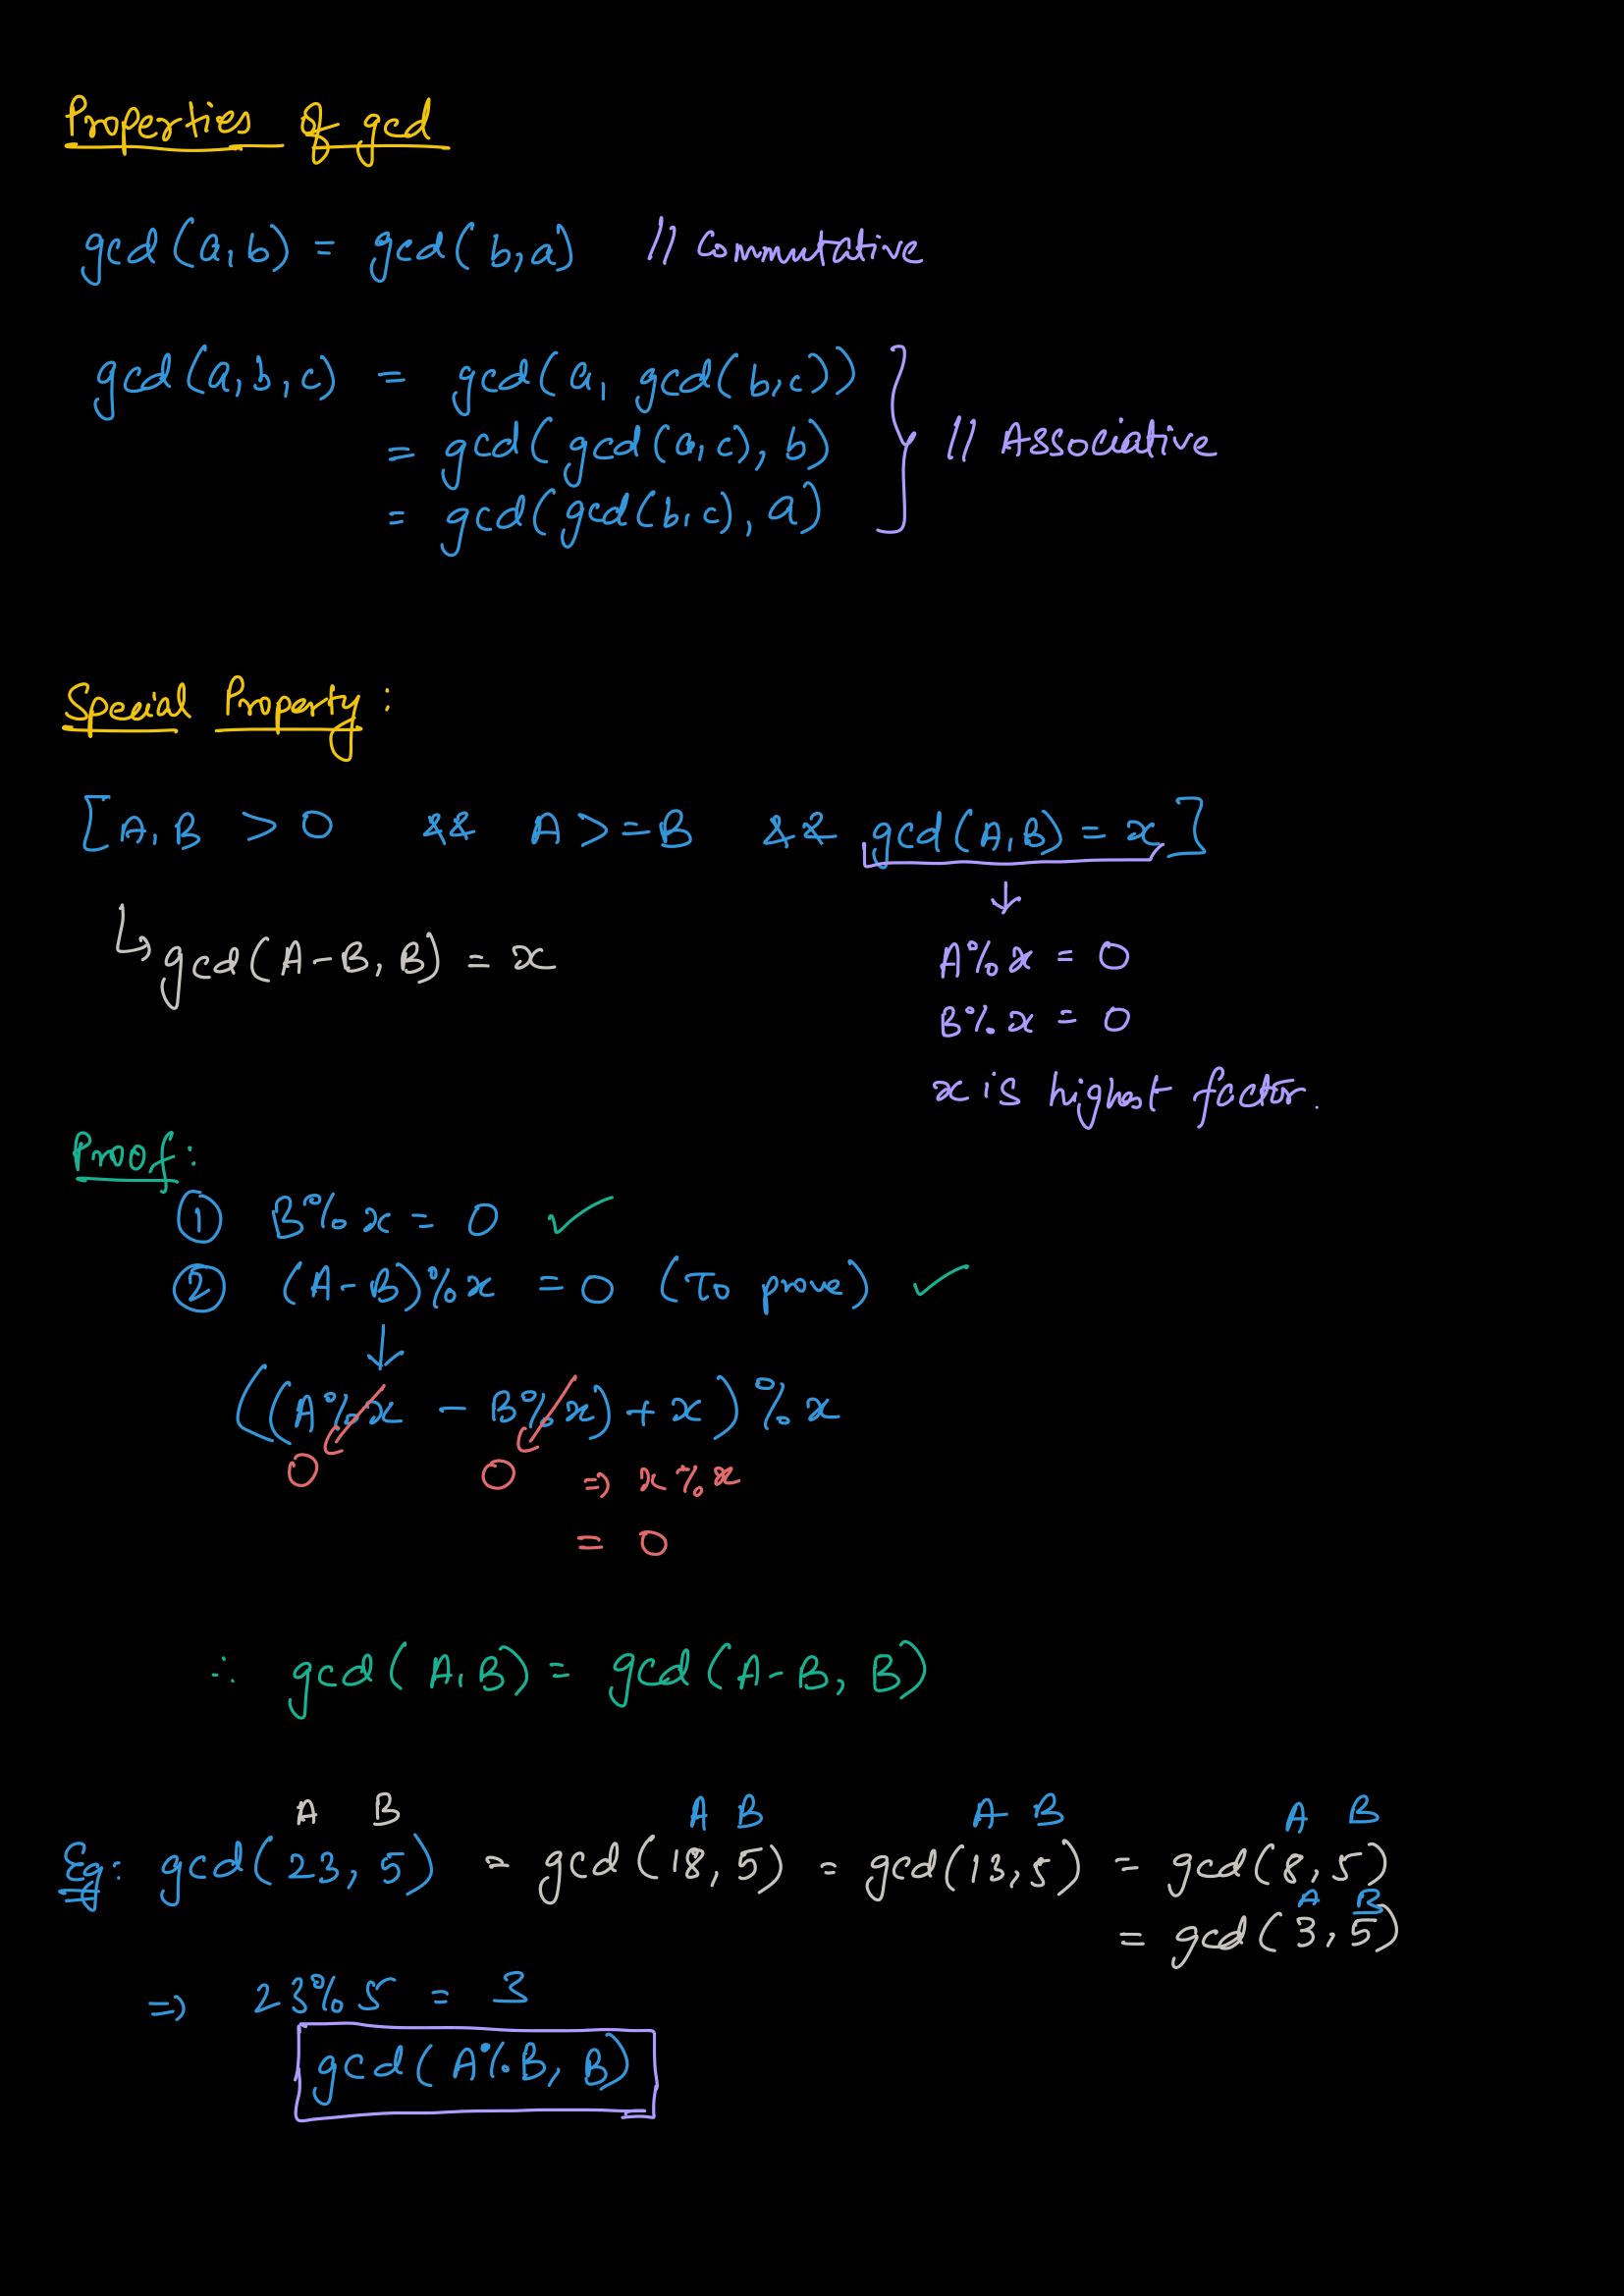 Properties of gcd
gcd(a,b) = gcd(b,a) // Commutative
gcd(a,b,c) = gcd(a, gcd(b,c))
= gcd(gcd(a,c), b)
= gcd(gcd(b,c), a)
// Associative
Special Property:
[A,B > 0 && A >= B && gcd(A,B) = x]
↓
↳ gcd(A-B, B) = x
A%x = 0
B%x = 0
x is highest factor.
Proof:
① B%x = 0 ✓
② (A-B)%x = 0 (To prove) ✓
↓
((A%x - B%x) + x)%x
0 0 ⇒ x%x
= 0
∴ gcd(A,B) = gcd(A-B, B)
A B A B A B A B
Eg: gcd(23, 5) = gcd(18, 5) = gcd(13, 5) = gcd(8, 5)
A B
= gcd(3, 5)
⇒ 23%5 = 3
gcd(A%B, B)